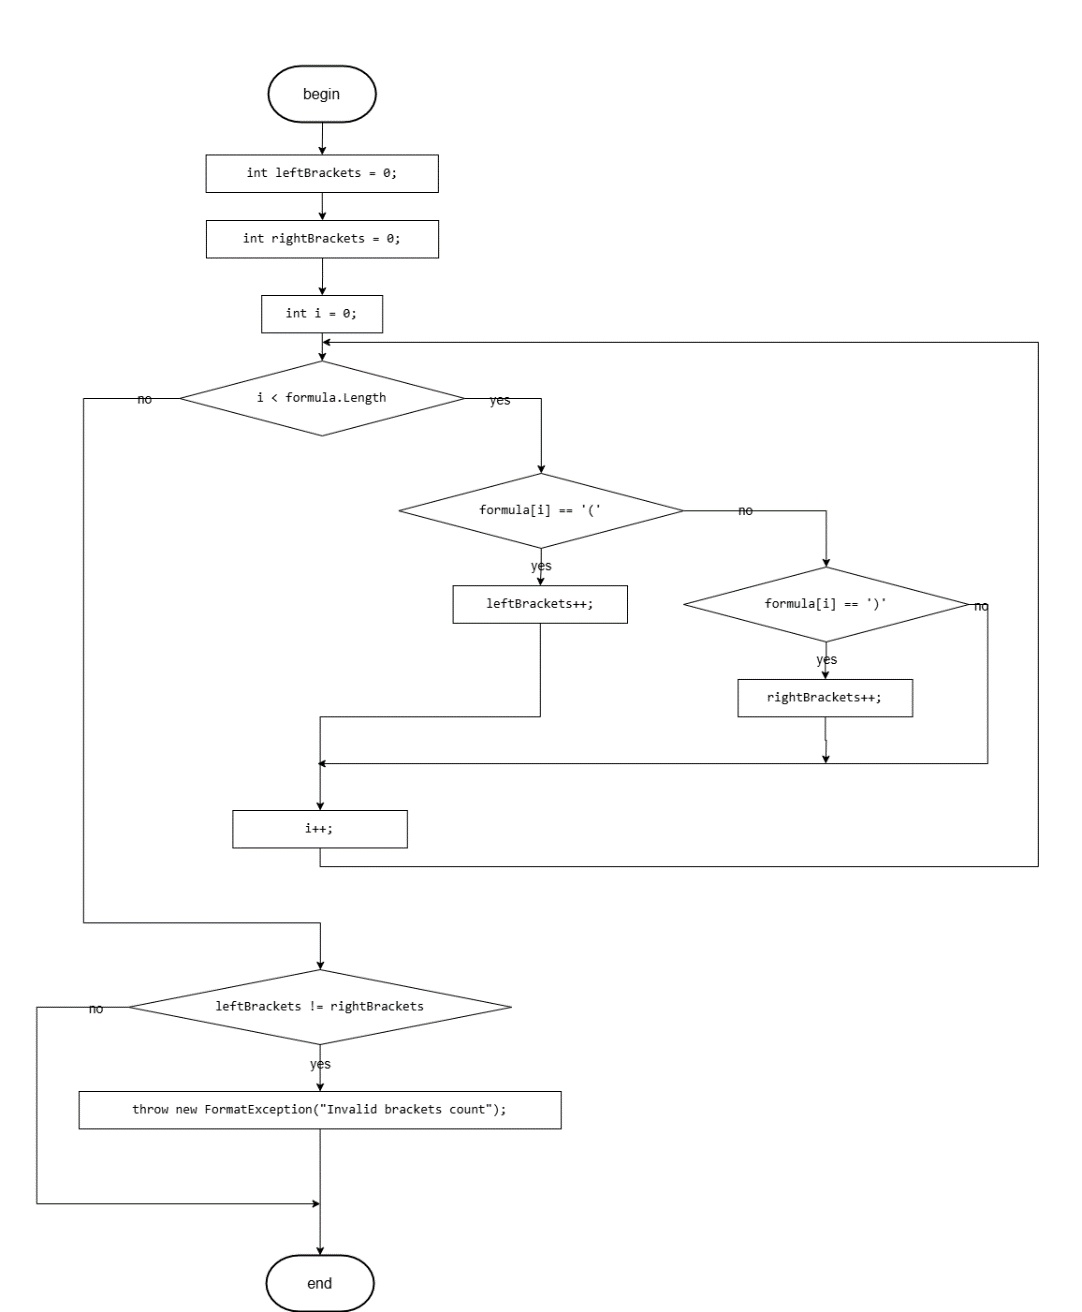 begin
int leftBrackets = 0;
int rightBrackets = 0;
int i = 0;
i < formula.Length
no
yes
formula[i] == '('
no
yes
leftBrackets++;
formula[i] == ')'
no
yes
rightBrackets++;
i++;
leftBrackets != rightBrackets
no
yes
throw new FormatException("Invalid brackets count");
end